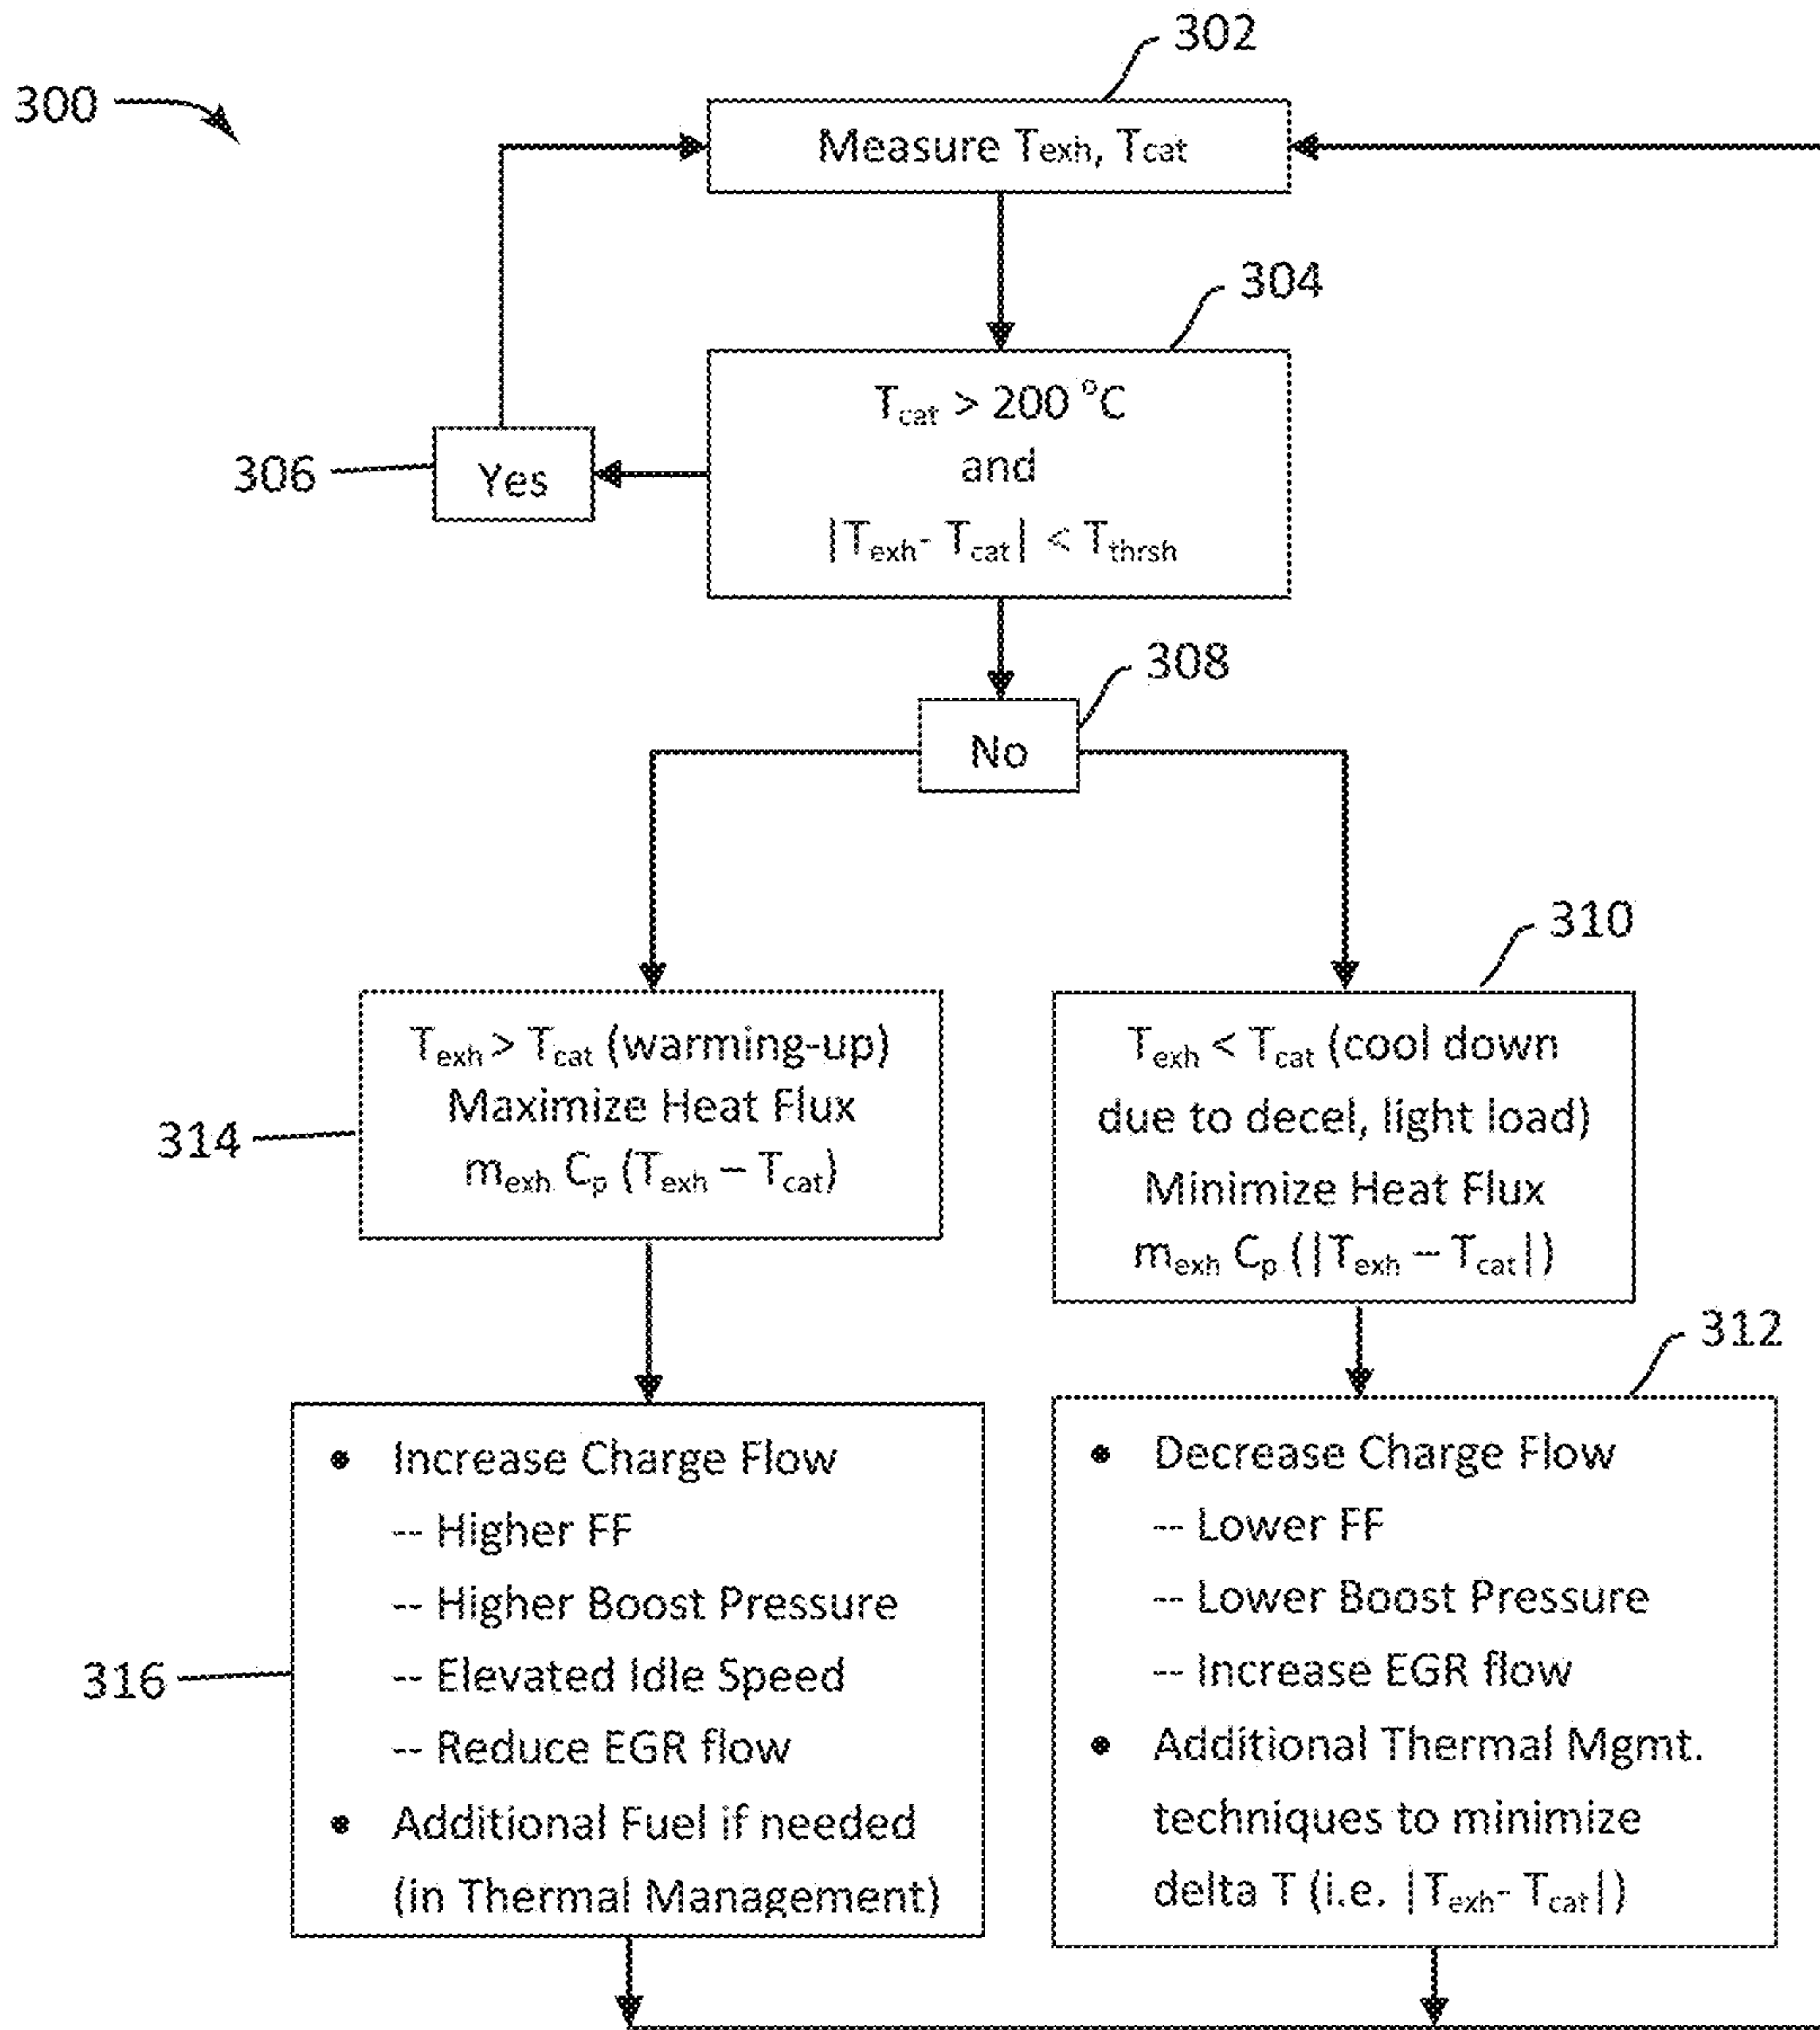 302
300
Measure Texh, Tcat
304
Tcat > 200 °C
and
|Texh- Tcat| < Tthrsh
306
Yes
308
No
310
Texh > Tcat (warming-up)
Maximize Heat Flux
mexh Cp (Texh – Tcat)
314
Texh < Tcat (cool down
due to decel, light load)
Minimize Heat Flux
mexh Cp (|Texh – Tcat|)
312
• Increase Charge Flow
-- Higher FF
-- Higher Boost Pressure
-- Elevated Idle Speed
-- Reduce EGR flow
• Additional Fuel if needed
(in Thermal Management)
316
• Decrease Charge Flow
-- Lower FF
-- Lower Boost Pressure
-- Increase EGR flow
• Additional Thermal Mgmt.
techniques to minimize
delta T (i.e. |Texh- Tcat|)